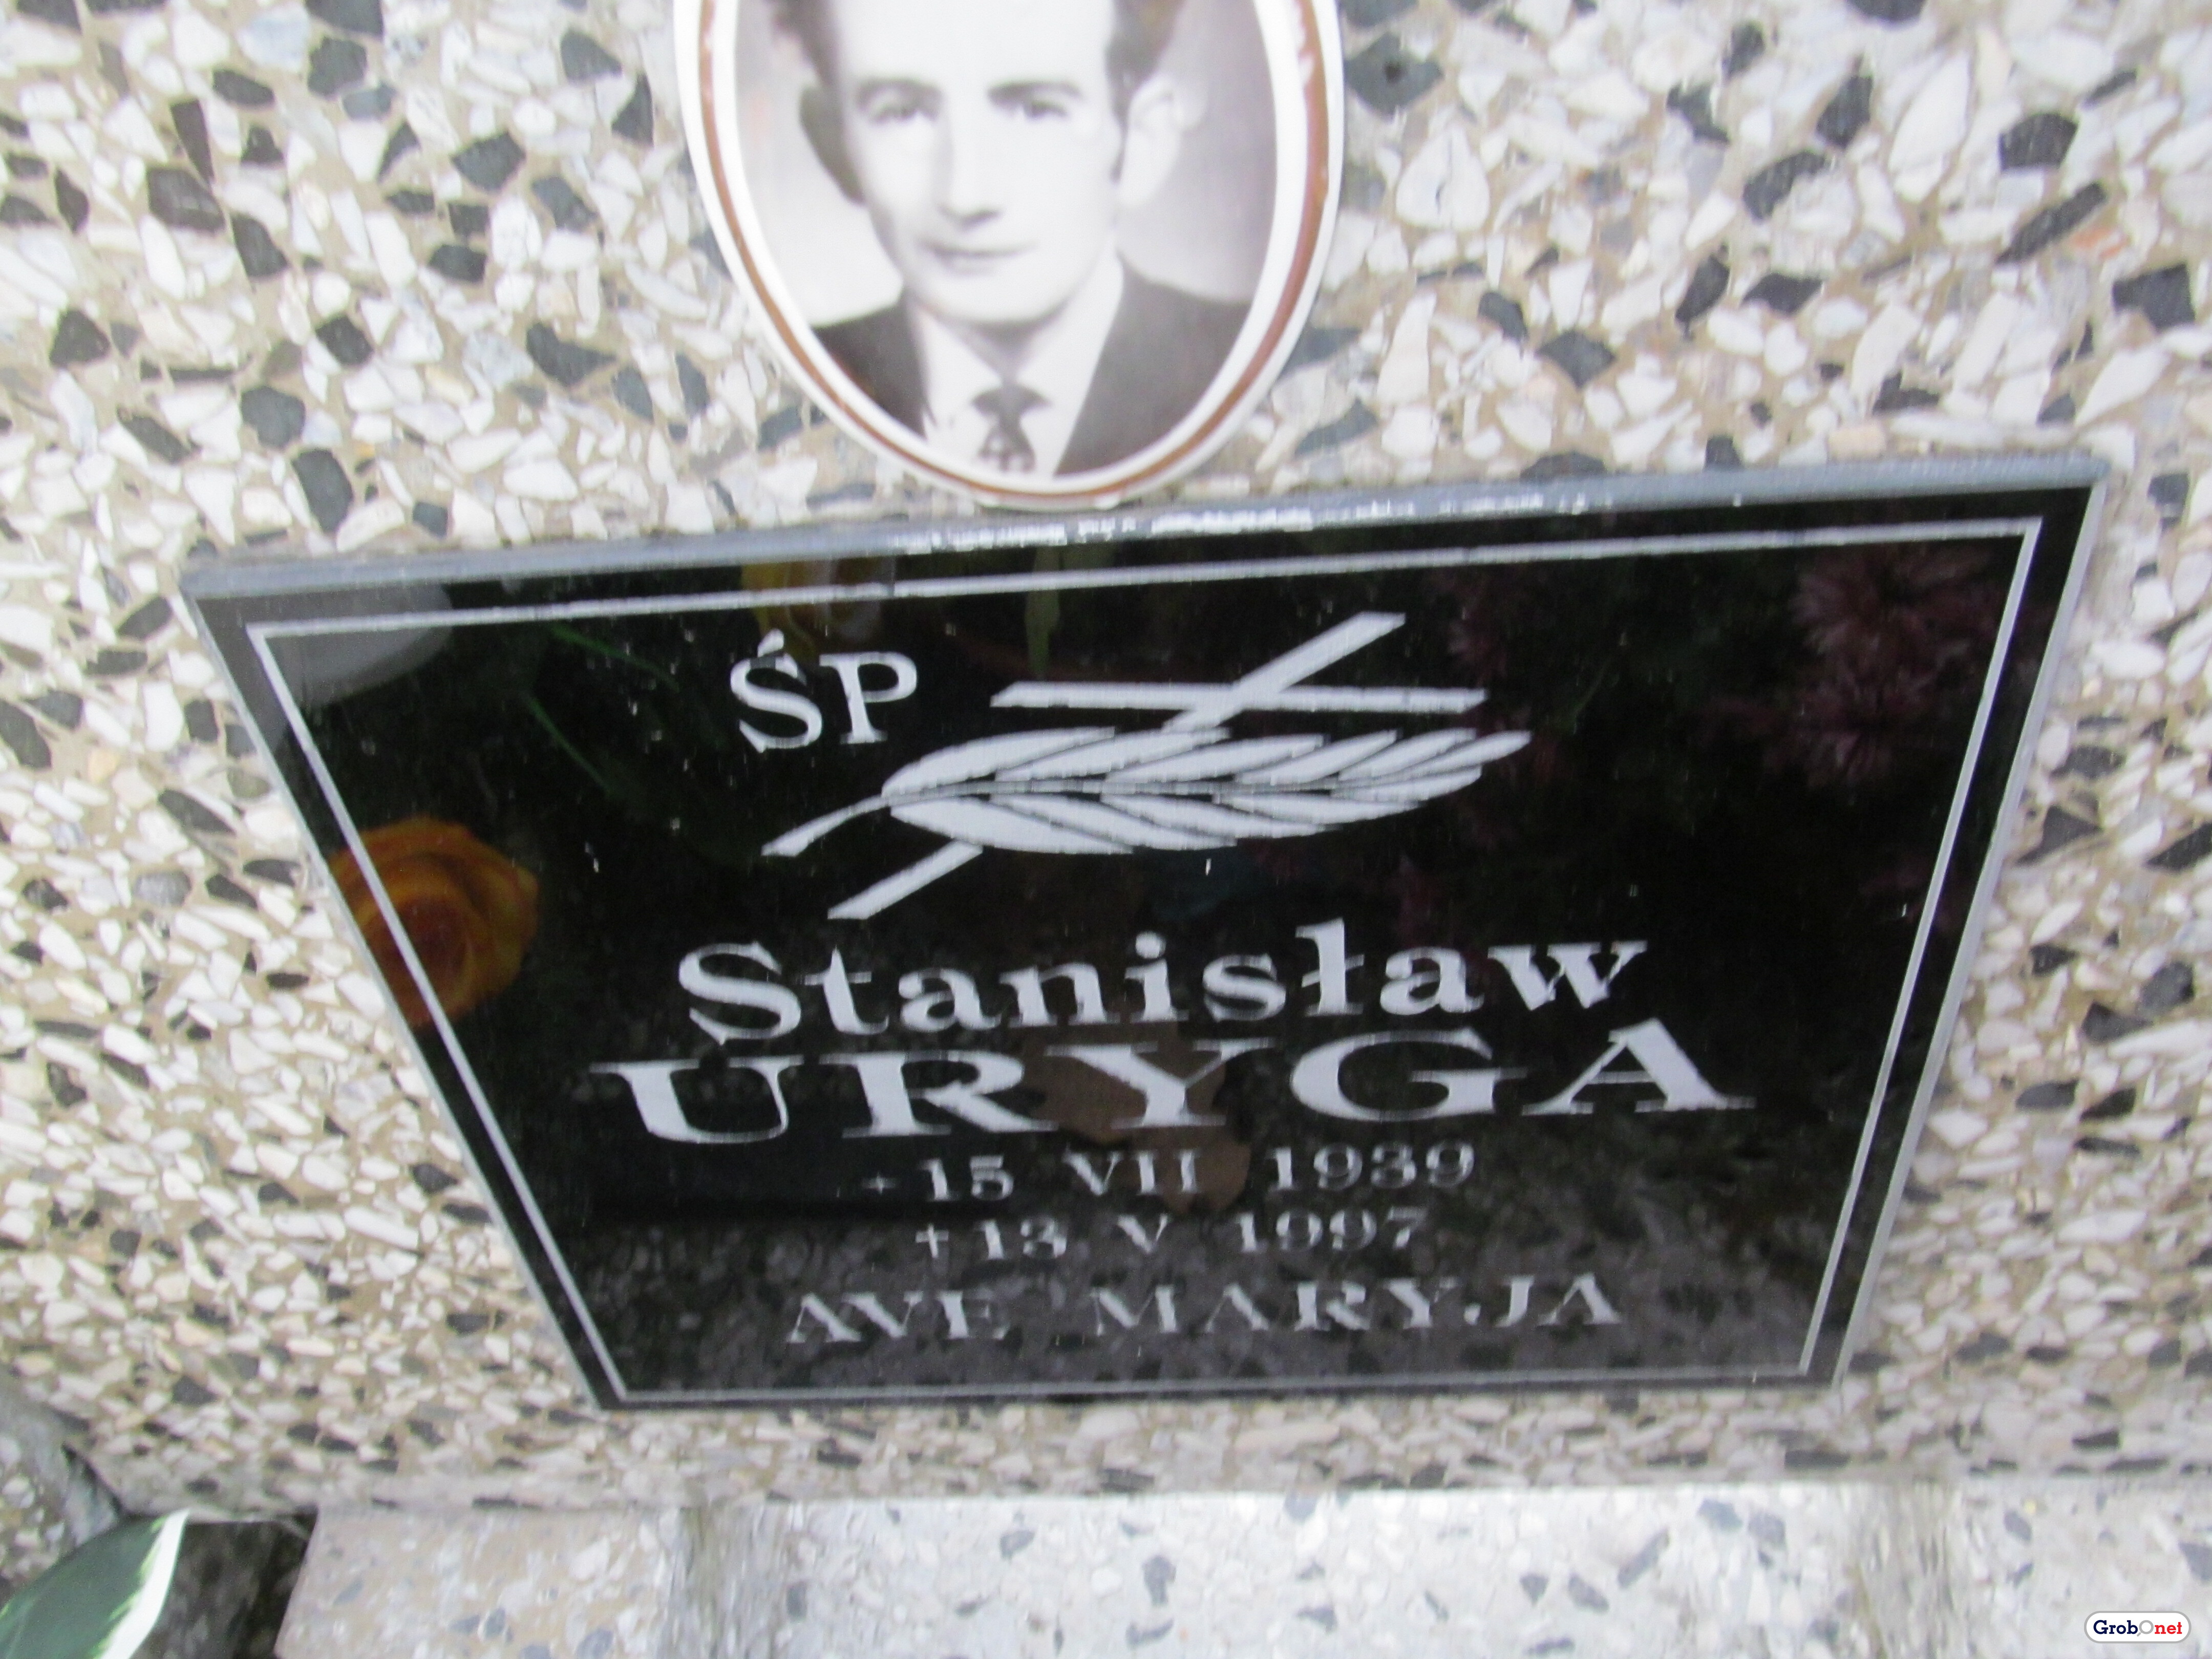 ŚP
Stanisław
URYGA
+ 15 VII 1939
+ 13 V 1997
AVE MARYJA
Grobonet